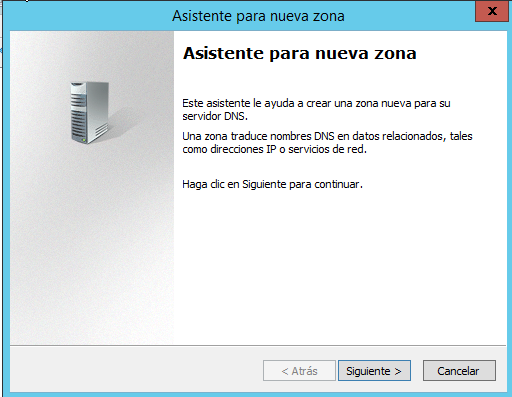 Asistente para nueva zona
x
Asistente para nueva zona
Este asistente le ayuda a crear una zona nueva para su
servidor DNS.
Una zona traduce nombres DNS en datos relacionados, tales
como direcciones IP o servicios de red.
Haga clic en Siguiente para continuar.
< Atrás
Siguiente >
Cancelar